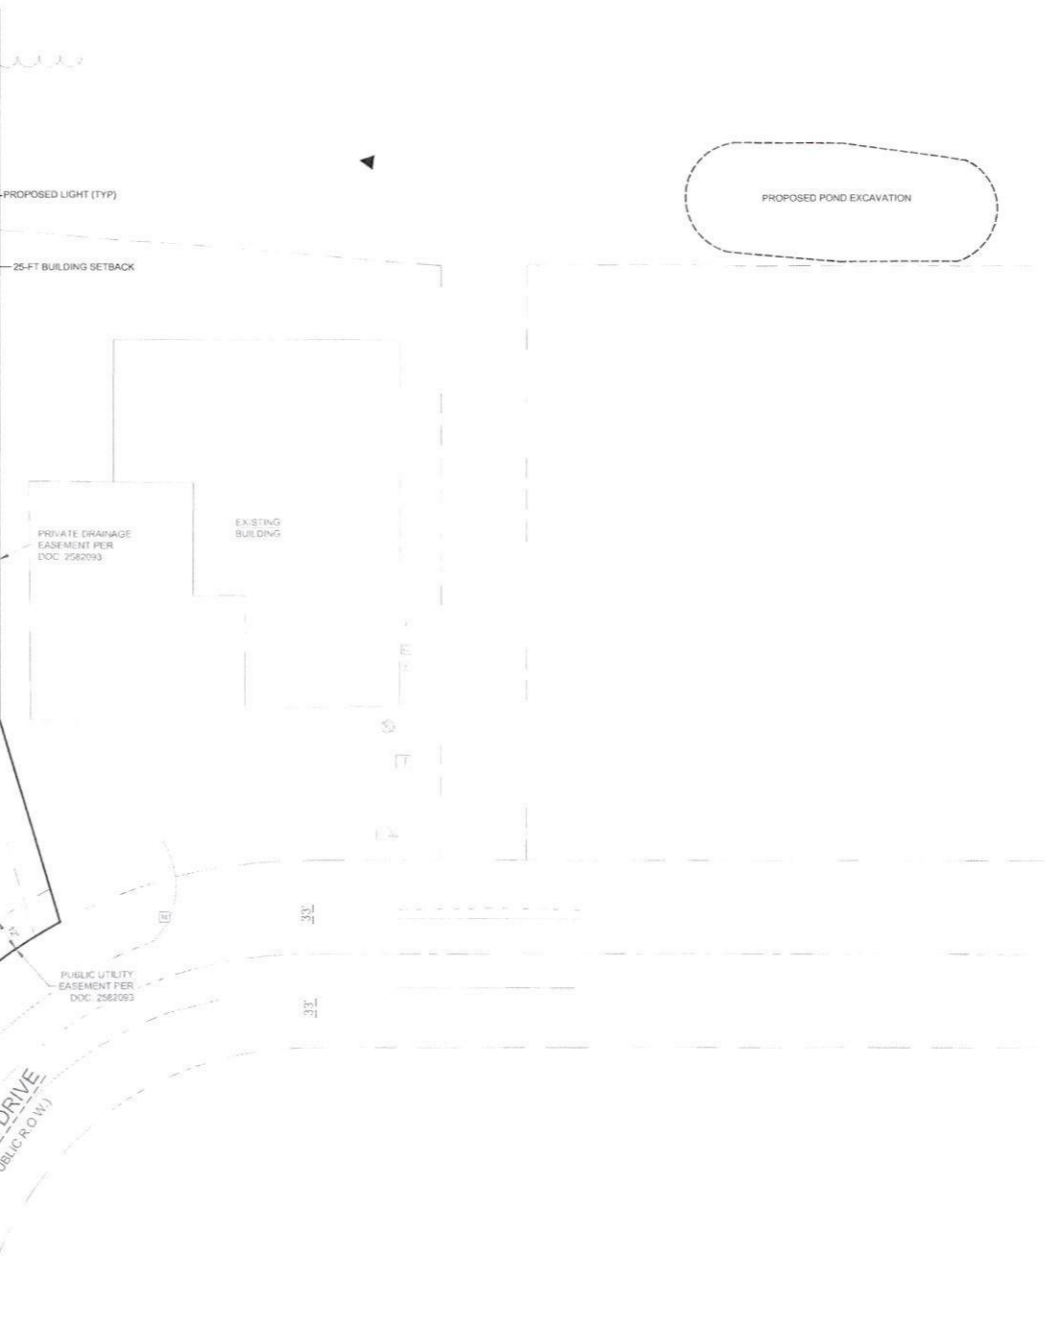 PROPOSED LIGHT (TYP)
PROPOSED POND EXCAVATION
25-FT BUILDING SETBACK
EXISTING
BUILDING
PRIVATE DRAINAGE
EASEMENT PER
DOC. 2582093
N
33'
PUBLIC UTILITY
EASEMENT PER
DOC. 2582093
33'
DRIVE
R.O.W.)